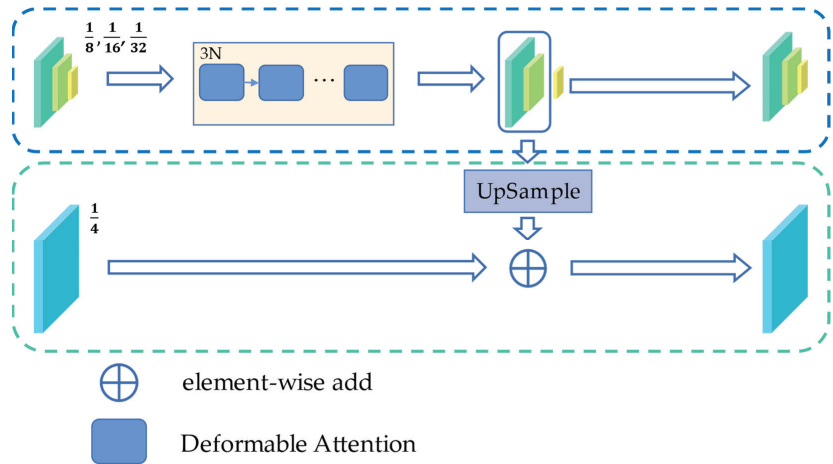 1/8, 1/16, 1/32
3N
...
UpSample
1/4
element-wise add
Deformable Attention